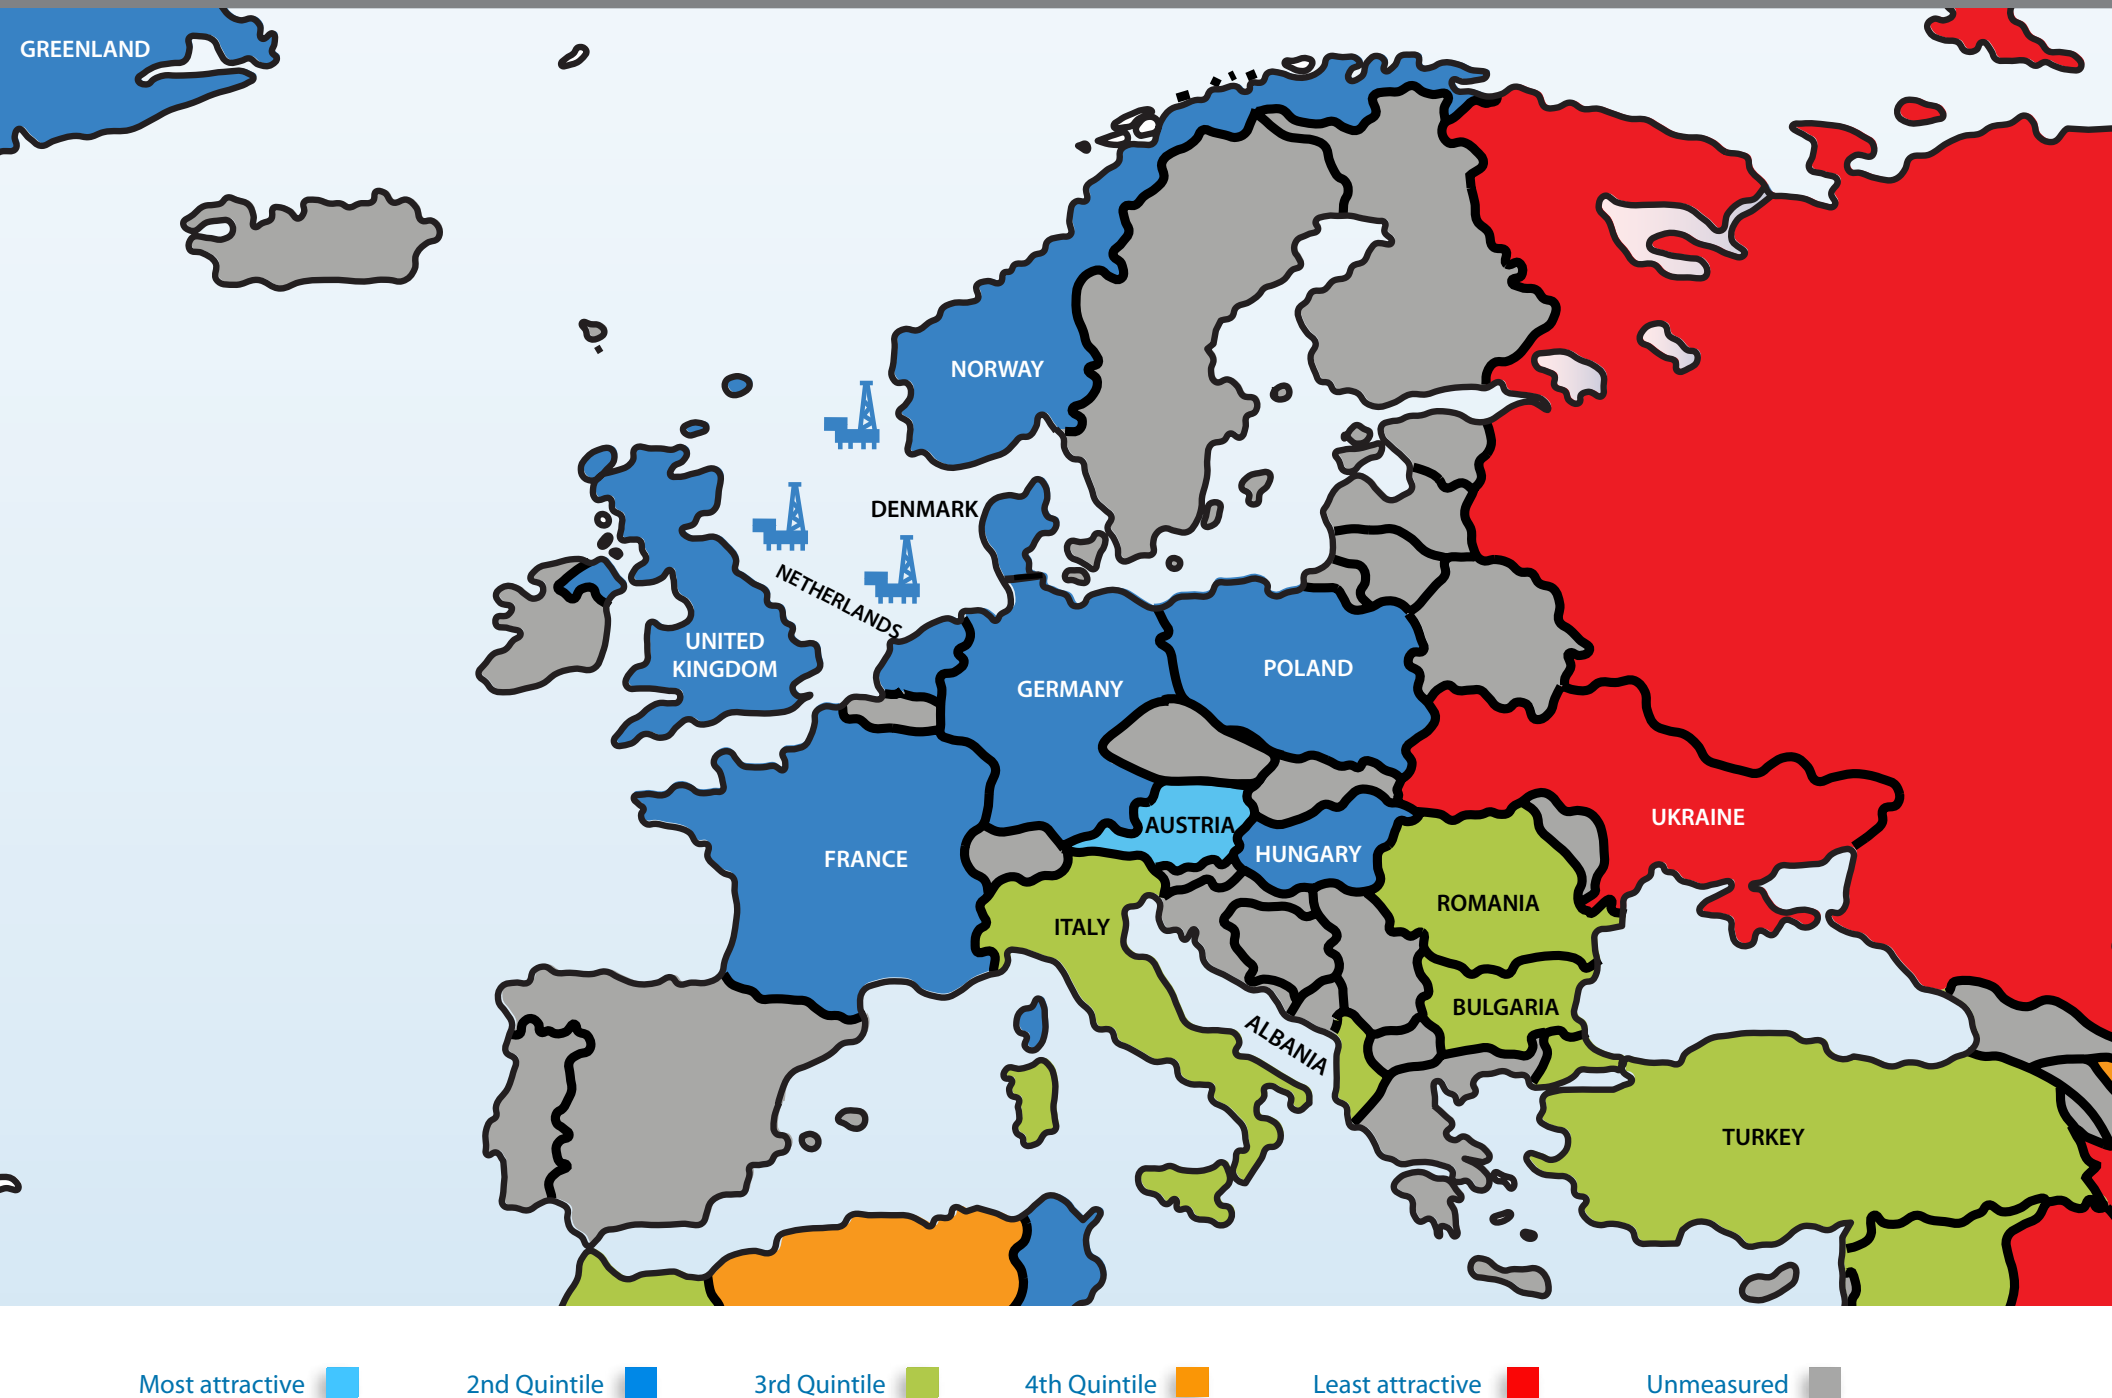 GREENLAND
NORWAY
DENMARK
NETHERLANDS
UNITED
KINGDOM
GERMANY
POLAND
UKRAINE
AUSTRIA
HUNGARY
FRANCE
ROMANIA
ITALY
BULGARIA
ALBANIA
TURKEY
Most attractive
2nd Quintile
3rd Quintile
4th Quintile
Least attractive
Unmeasured